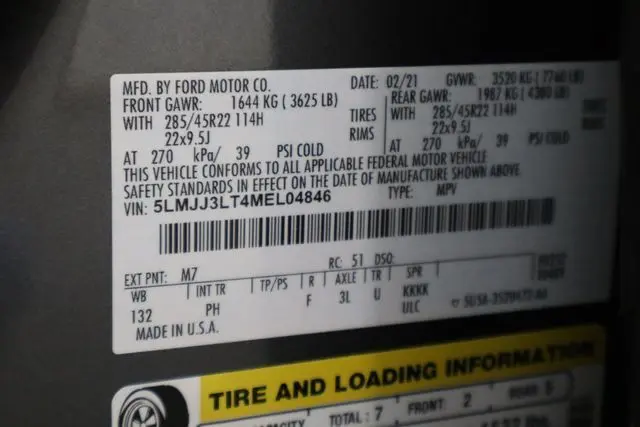 MFD. BY FORD MOTOR CO. DATE: 02/21 GVWR: 3520 KG ( 7760 LB)
FRONT GAWR: 1644 KG ( 3625 LB) REAR GAWR: 1987 KG ( 4380 LB)
WITH 285/45R22 114H TIRES WITH 285/45R22 114H
22x9.5J RIMS 22x9.5J
AT 270 kPa/ 39 PSI COLD AT 270 kPa/ 39 PSI COLD
THIS VEHICLE CONFORMS TO ALL APPLICABLE FEDERAL MOTOR VEHICLE
SAFETY STANDARDS IN EFFECT ON THE DATE OF MANUFACTURE SHOWN ABOVE.
VIN: 5LMJJ3LT4MEL04846 TYPE: MPV
EXT PNT: M7 RC: 51 DSO:
WB INT TR TP/PS R AXLE TR SPR
132 PH F 3L U KKKK
ULC
MADE IN U.S.A.
TIRE AND LOADING INFORMATION
CAPACITY TOTAL: 7 FRONT: 2 REAR: 5